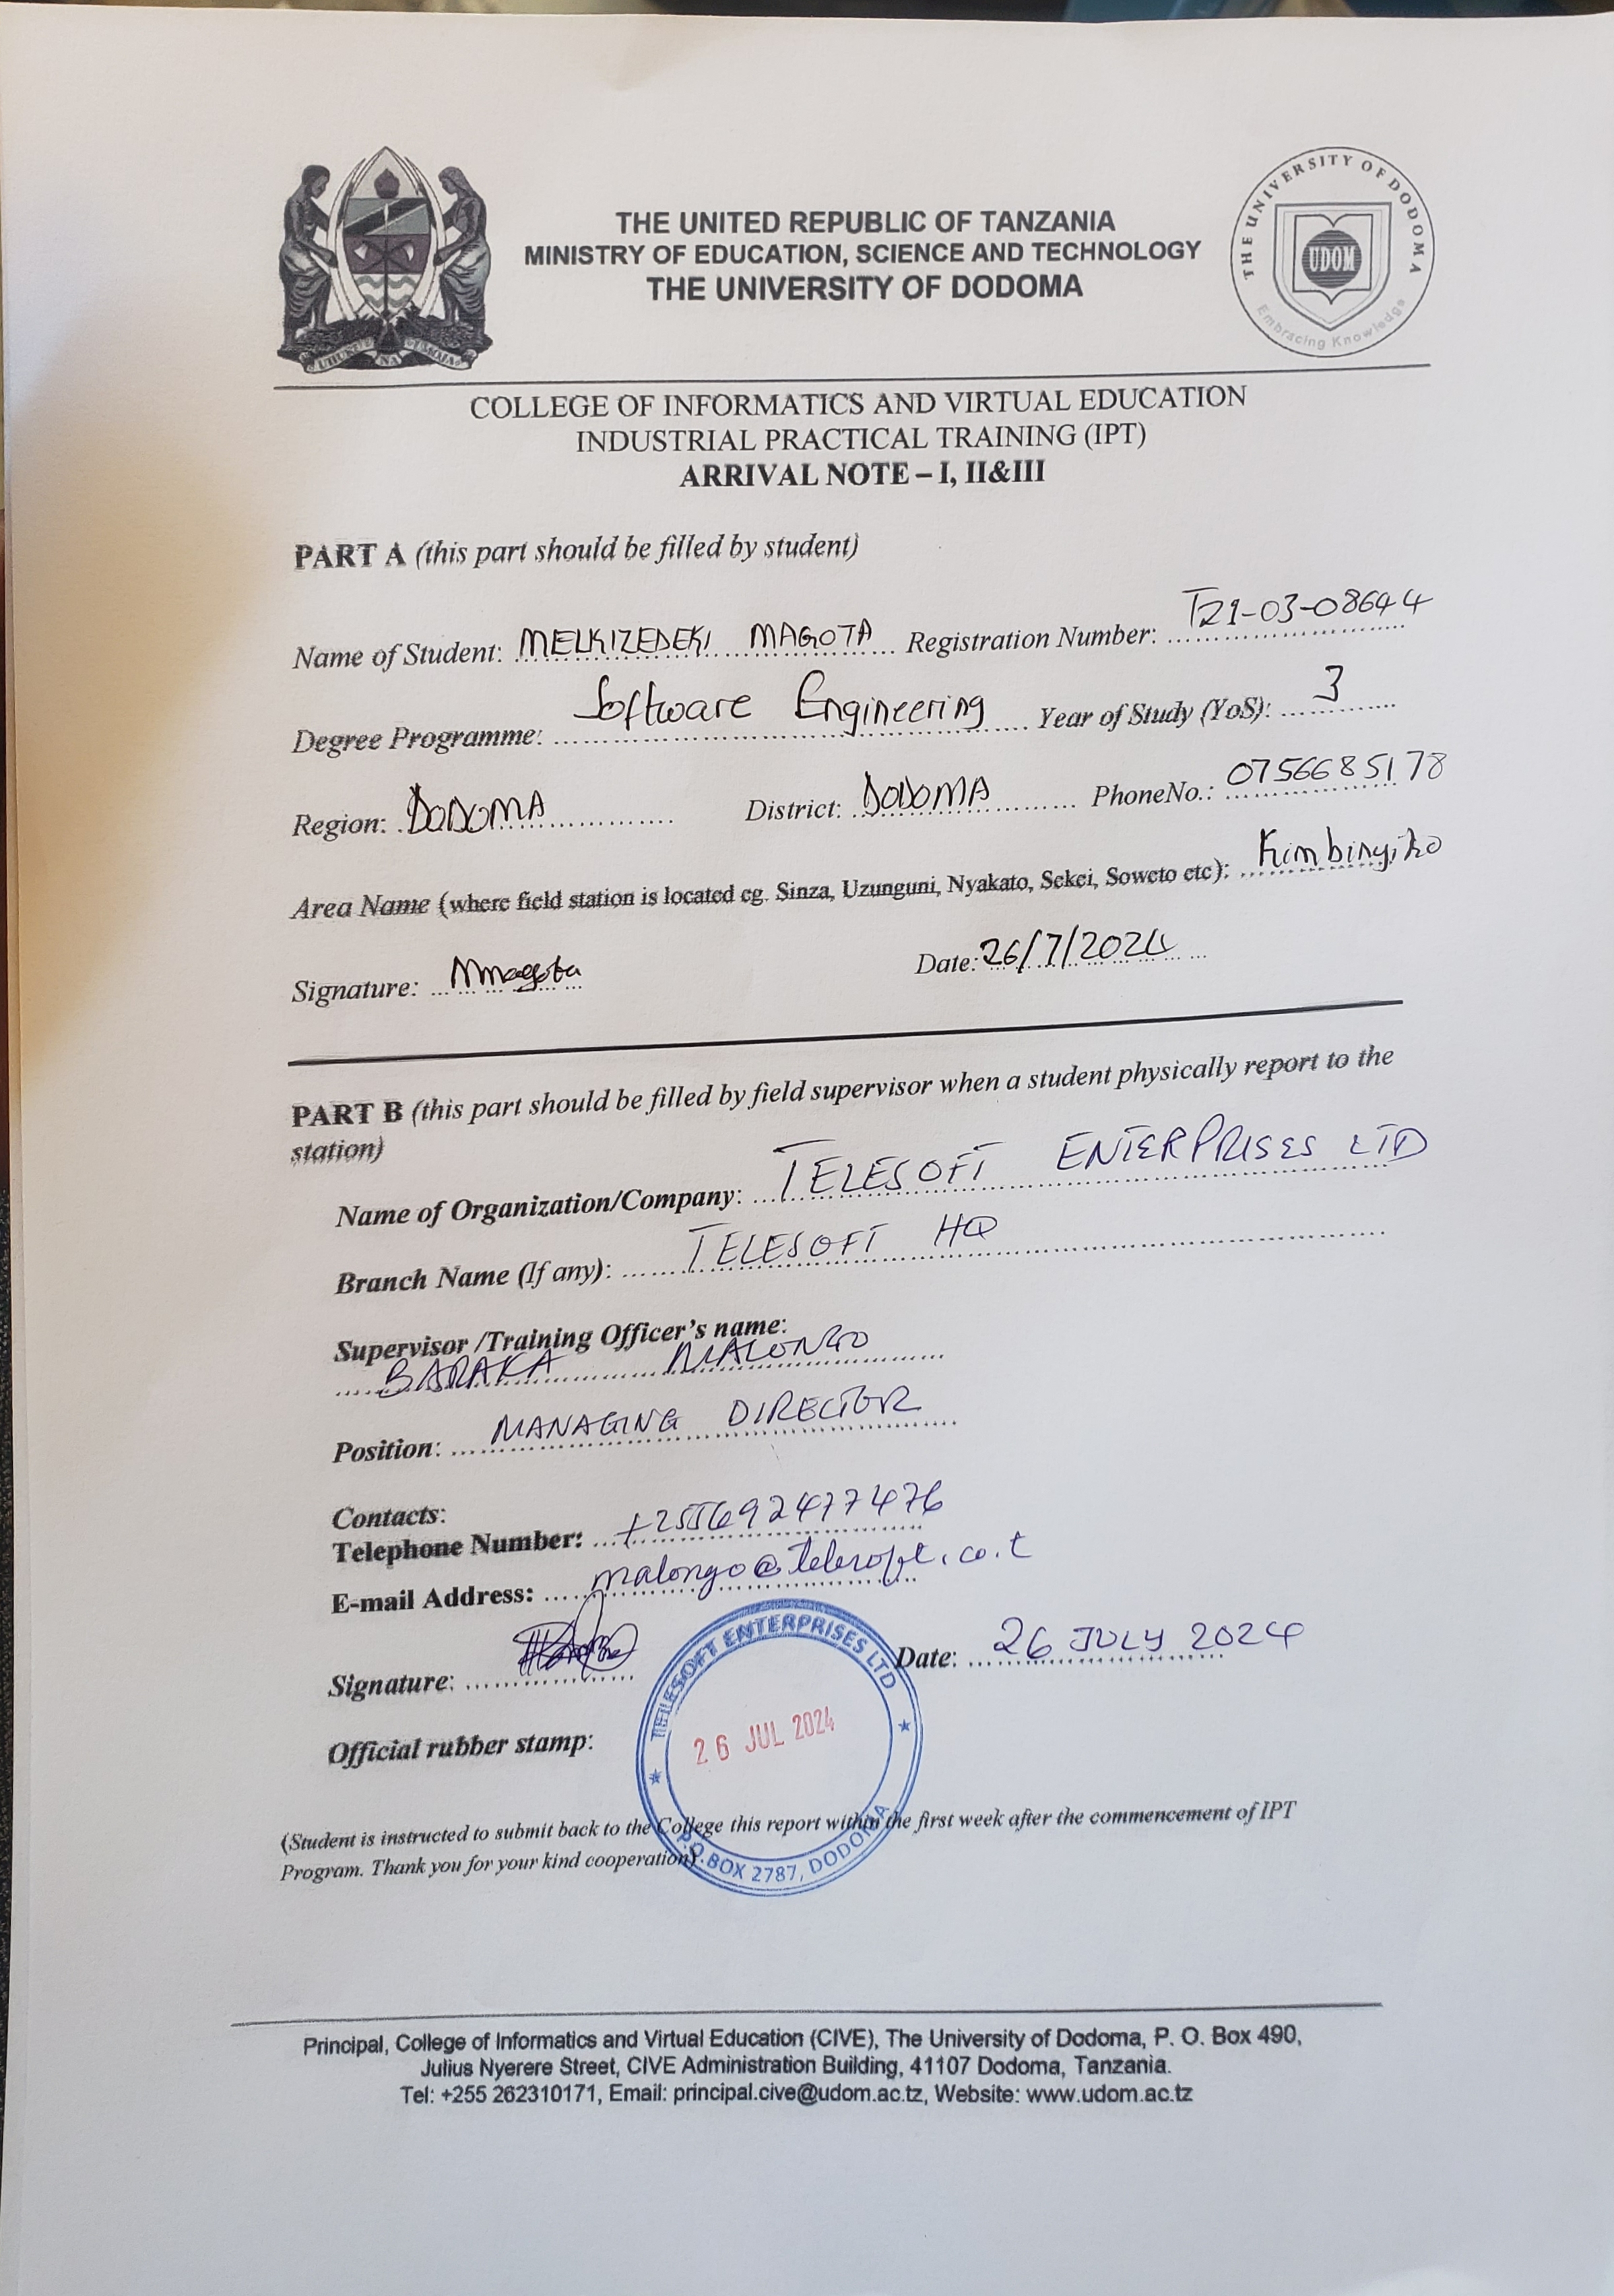 THE UNITED REPUBLIC OF TANZANIA
MINISTRY OF EDUCATION, SCIENCE AND TECHNOLOGY
THE UNIVERSITY OF DODOMA
UHURU NA UMOJA
THE UNIVERSITY OF DODOMA
UDOM
Embracing Knowledge
COLLEGE OF INFORMATICS AND VIRTUAL EDUCATION
INDUSTRIAL PRACTICAL TRAINING (IPT)
ARRIVAL NOTE – I, II&III
PART A (this part should be filled by student)
Name of Student: MELKIZEDEKI MAGOTA Registration Number: T21-03-08644
Degree Programme: Software Engineering Year of Study (YoS): 3
Region: DODOMA District: DODOMA PhoneNo.: 0756685178
Area Name (where field station is located eg. Sinza, Uzunguni, Nyakato, Sekei, Soweto etc): Kimbinyiko
Signature: Mmagota Date: 26/7/2024
PART B (this part should be filled by field supervisor when a student physically report to the
station)
Name of Organization/Company: TELESOFT ENTERPRISES LTD
Branch Name (If any): TELESOFT HQ
Supervisor /Training Officer's name:
BARAKA MALONGO
Position: MANAGING DIRECTOR
Contacts:
Telephone Number: +255692477476
E-mail Address: malongo@telesoft.co.t
Signature: Date: 26 JULY 2024
Official rubber stamp:
TELESOFT ENTERPRISES LTD
26 JUL 2024
P.O.BOX 2787, DODOMA
(Student is instructed to submit back to the College this report within the first week after the commencement of IPT
Program. Thank you for your kind cooperation).
Principal, College of Informatics and Virtual Education (CIVE), The University of Dodoma, P. O. Box 490,
Julius Nyerere Street, CIVE Administration Building, 41107 Dodoma, Tanzania.
Tel: +255 262310171, Email: principal.cive@udom.ac.tz, Website: www.udom.ac.tz